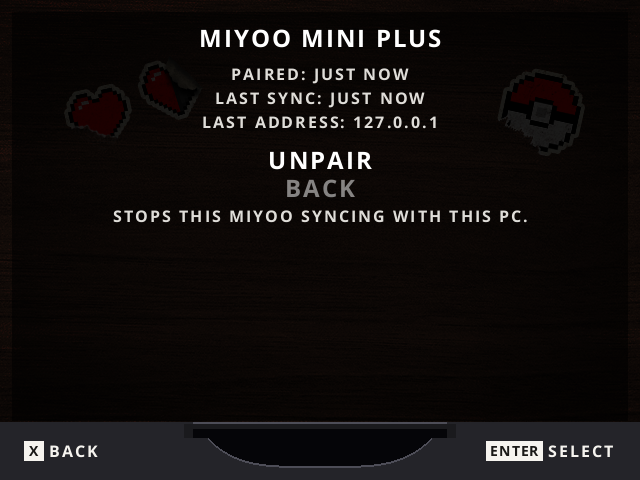 MIYOO MINI PLUS
PAIRED: JUST NOW
LAST SYNC: JUST NOW
LAST ADDRESS: 127.0.0.1
UNPAIR
BACK
STOPS THIS MIYOO SYNCING WITH THIS PC.
X BACK
ENTER SELECT